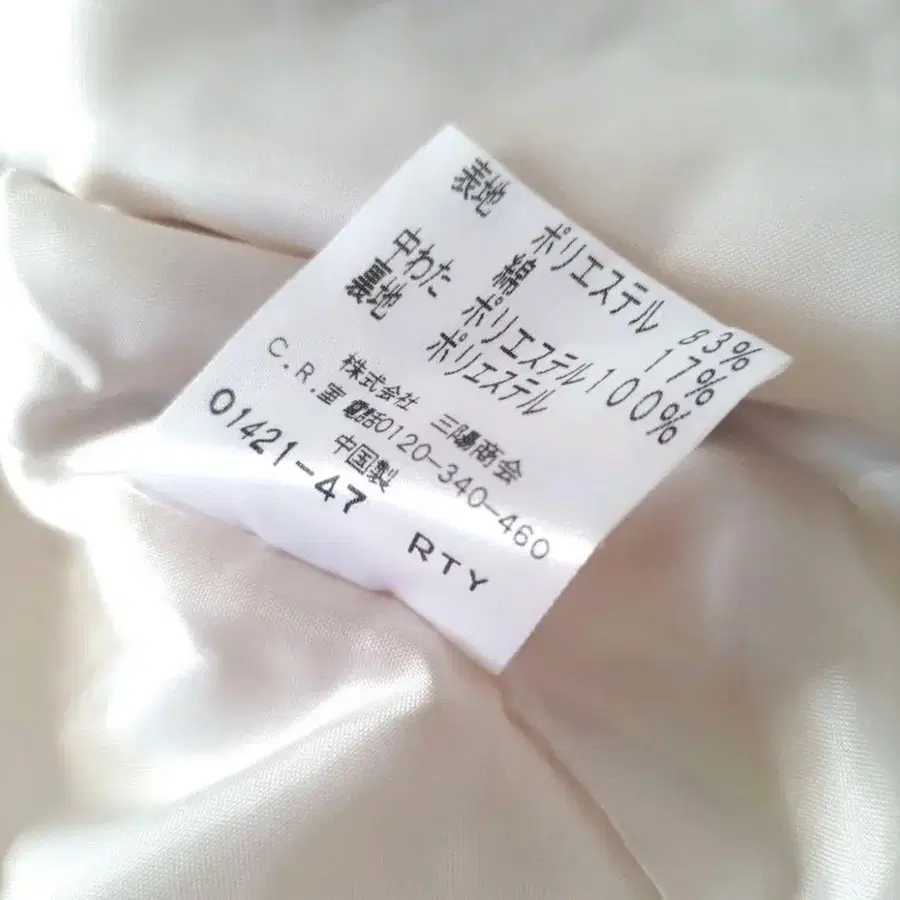 表地 ポリエステル 83%
綿 17%
中わた ポリエステル100%
裏地 ポリエステル
株式会社 三陽商会
C.R.室 電話0120-340-460
中国製
01421-47 RTY